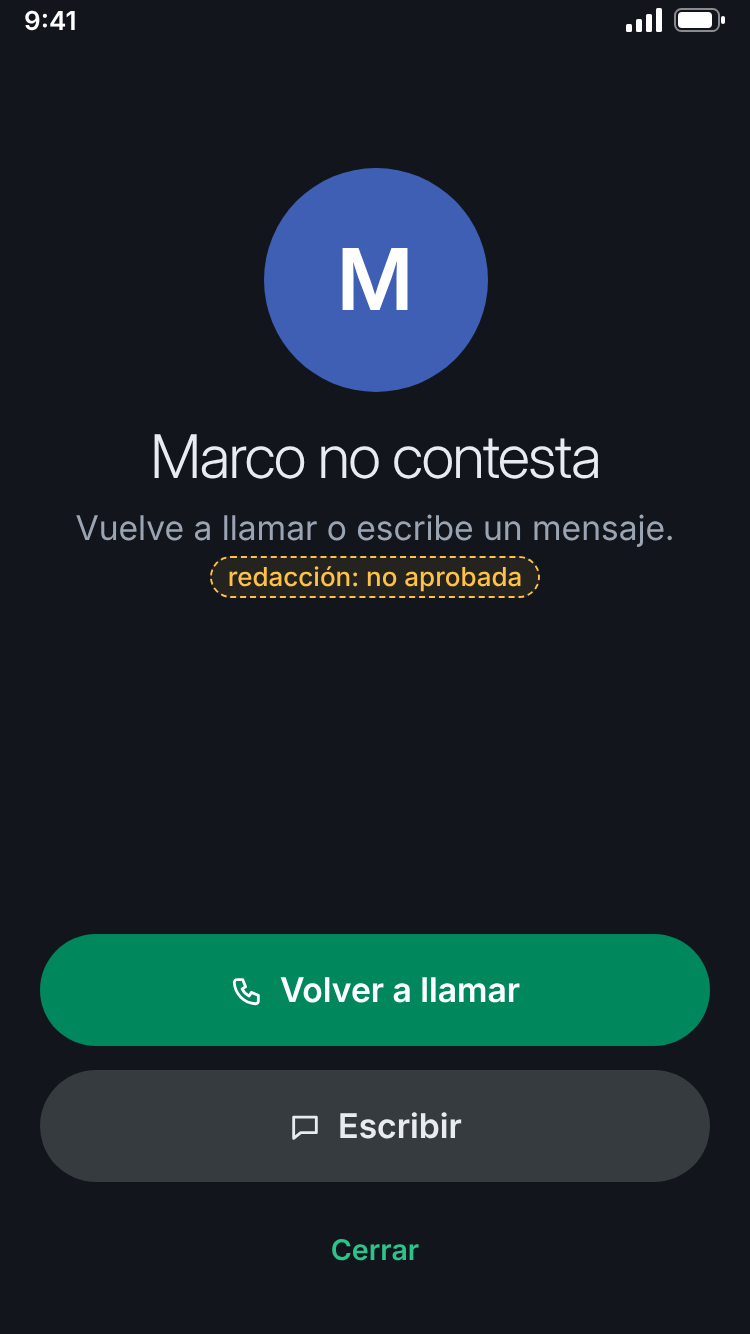 9:41
M
Marco no contesta
Vuelve a llamar o escribe un mensaje.
redacción: no aprobada
Volver a llamar
Escribir
Cerrar